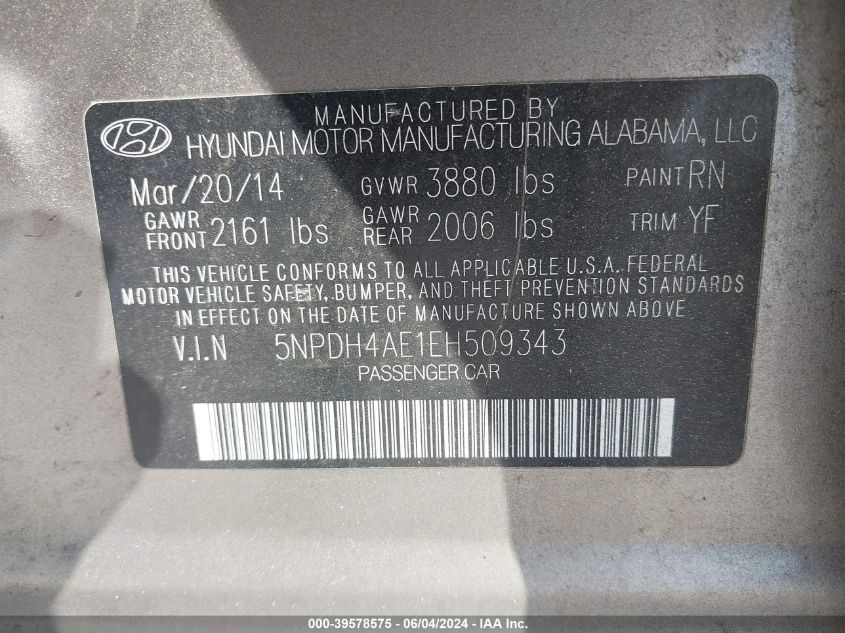 MANUFACTURED BY
HYUNDAI MOTOR MANUFACTURING ALABAMA, LLC
Mar/20/14 GVWR 3880 lbs PAINT RN
GAWR FRONT 2161 lbs GAWR REAR 2006 lbs TRIM YF
THIS VEHICLE CONFORMS TO ALL APPLICABLE U.S.A. FEDERAL
MOTOR VEHICLE SAFETY, BUMPER, AND THEFT PREVENTION STANDARDS
IN EFFECT ON THE DATE OF MANUFACTURE SHOWN ABOVE.
V.I.N 5NPDH4AE1EH509343
PASSENGER CAR
000-39578575 - 06/04/2024 - IAA Inc.